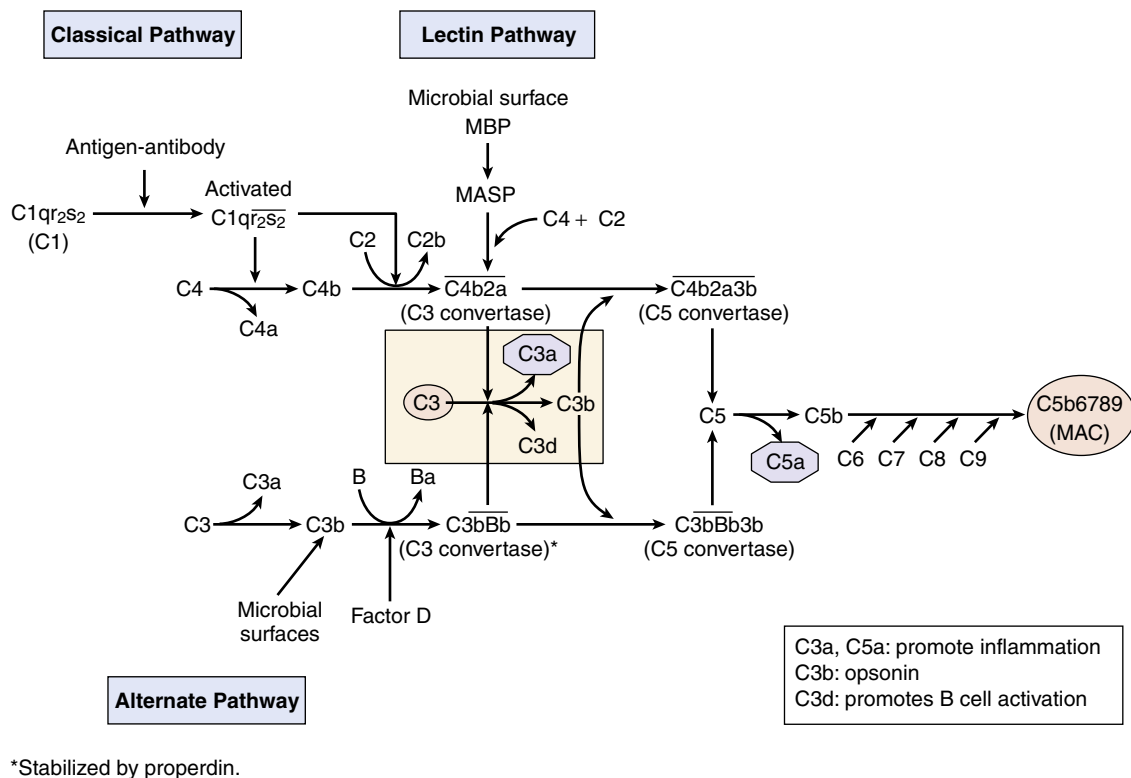 Classical Pathway
Lectin Pathway
Microbial surface
MBP
Antigen-antibody
MASP
Activated
C1qr₂s₂
(C1)
C1qr₂s₂
C2
C2b
C4 + C2
C4
C4a
C4b
C4b2a
(C3 convertase)
C4b2a3b
(C5 convertase)
C3
C3a
C3b
C3d
C5
C5a
C5b
C6
C7
C8
C9
C5b6789
(MAC)
C3
C3a
C3b
B
Ba
C3bBb
(C3 convertase)*
C3bBb3b
(C5 convertase)
Microbial
surfaces
Factor D
Alternate Pathway
C3a, C5a: promote inflammation
C3b: opsonin
C3d: promotes B cell activation
*Stabilized by properdin.